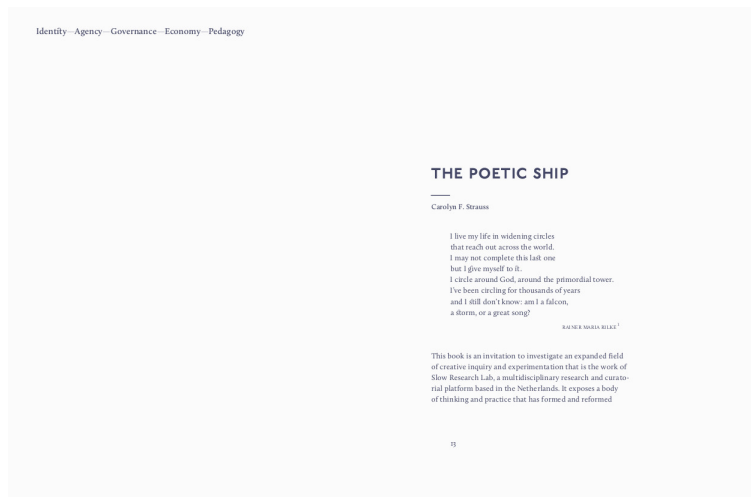 Identity—Agency—Governance—Economy—Pedagogy
THE POETIC SHIP
Carolyn F. Strauss
I live my life in widening circles
that reach out across the world.
I may not complete this last one
but I give myself to it.
I circle around God, around the primordial tower.
I've been circling for thousands of years
and I still don't know: am I a falcon,
a storm, or a great song?
RAINER MARIA RILKE 1
This book is an invitation to investigate an expanded field
of creative inquiry and experimentation that is the work of
Slow Research Lab, a multidisciplinary research and curato-
rial platform based in the Netherlands. It exposes a body
of thinking and practice that has formed and reformed
13